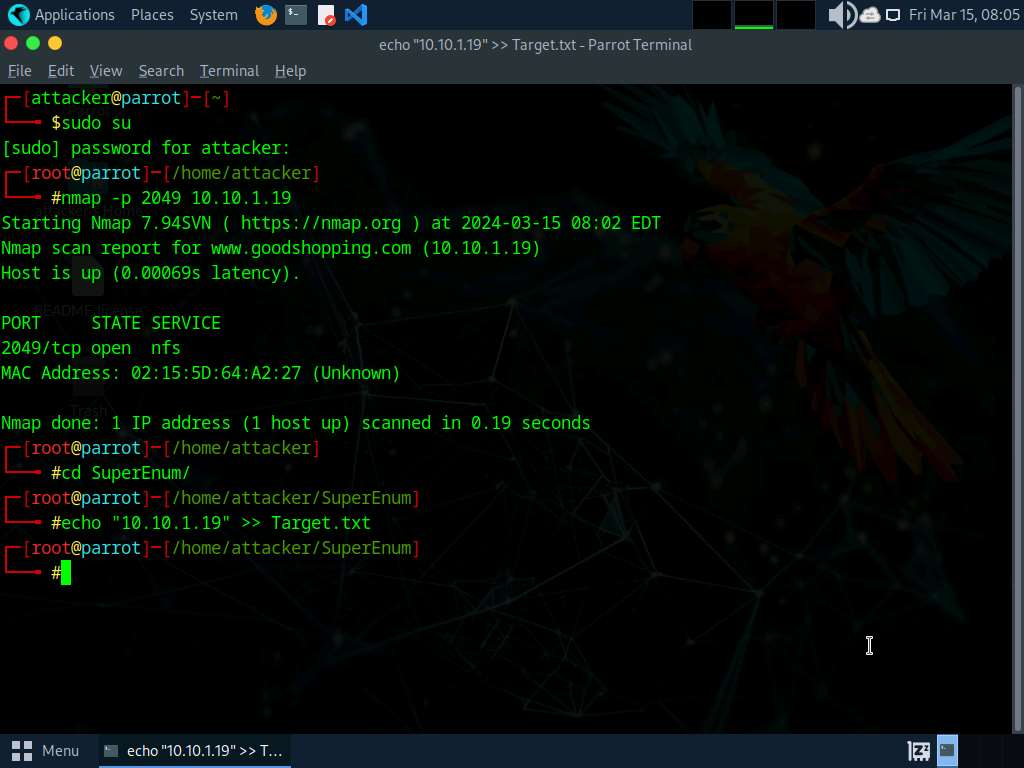 Applications Places System Fri Mar 15, 08:05
echo "10.10.1.19" >> Target.txt - Parrot Terminal
File Edit View Search Terminal Help
┌─[attacker@parrot]─[~]
└──╼ $sudo su
[sudo] password for attacker:
┌─[root@parrot]─[/home/attacker]
└──╼ #nmap -p 2049 10.10.1.19
Starting Nmap 7.94SVN ( https://nmap.org ) at 2024-03-15 08:02 EDT
Nmap scan report for www.goodshopping.com (10.10.1.19)
Host is up (0.00069s latency).
PORT     STATE SERVICE
2049/tcp open  nfs
MAC Address: 02:15:5D:64:A2:27 (Unknown)
Nmap done: 1 IP address (1 host up) scanned in 0.19 seconds
┌─[root@parrot]─[/home/attacker]
└──╼ #cd SuperEnum/
┌─[root@parrot]─[/home/attacker/SuperEnum]
└──╼ #echo "10.10.1.19" >> Target.txt
┌─[root@parrot]─[/home/attacker/SuperEnum]
└──╼ #
Trash
Menu echo "10.10.1.19" >> T...